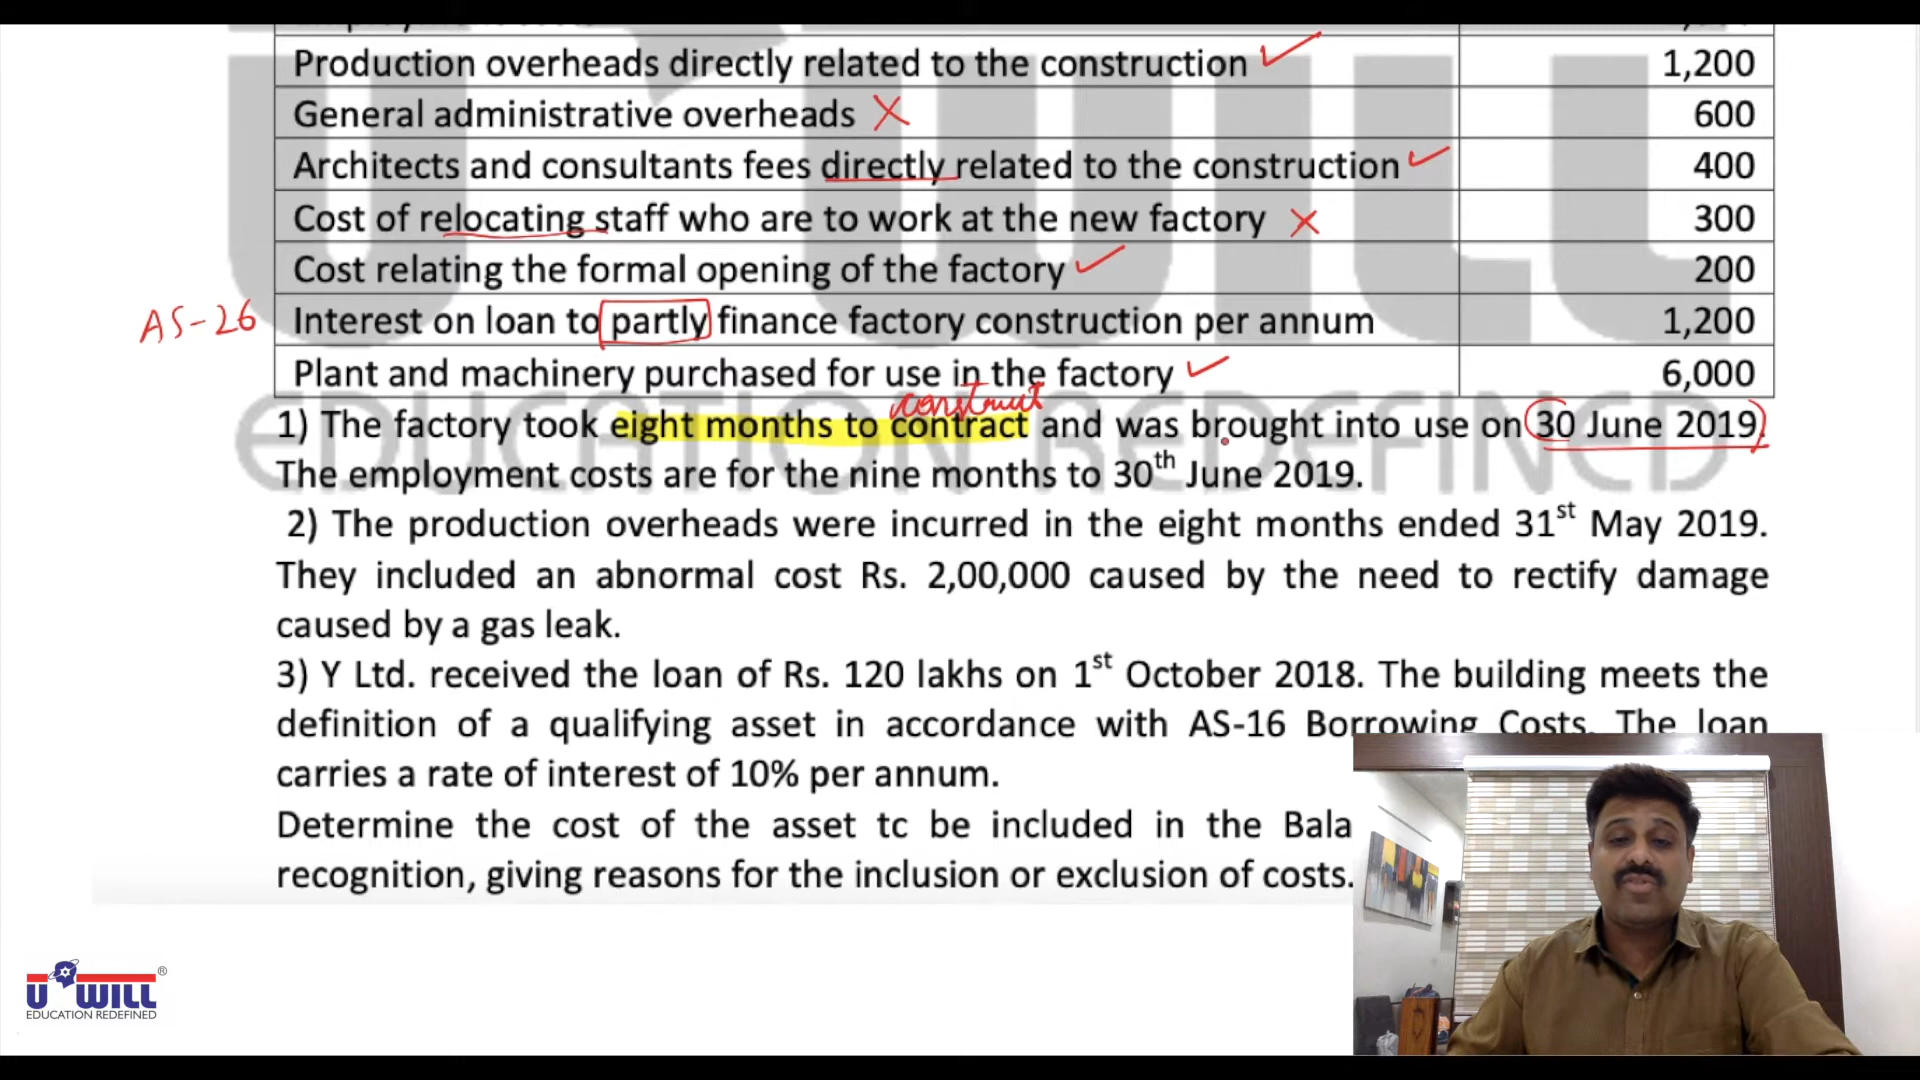 Production overheads directly related to the construction ✓ 1,200
General administrative overheads X 600
Architects and consultants fees directly related to the construction ✓ 400
Cost of relocating staff who are to work at the new factory X 300
Cost relating the formal opening of the factory ✓ 200
AS-26 Interest on loan to partly finance factory construction per annum 1,200
Plant and machinery purchased for use in the factory ✓ 6,000
construct
1) The factory took eight months to contract and was brought into use on 30 June 2019.
The employment costs are for the nine months to 30th June 2019.
2) The production overheads were incurred in the eight months ended 31st May 2019.
They included an abnormal cost Rs. 2,00,000 caused by the need to rectify damage
caused by a gas leak.
3) Y Ltd. received the loan of Rs. 120 lakhs on 1st October 2018. The building meets the
definition of a qualifying asset in accordance with AS-16 Borrowing Costs. The loan
carries a rate of interest of 10% per annum.
Determine the cost of the asset tc be included in the Bala
recognition, giving reasons for the inclusion or exclusion of costs.
U WILL
EDUCATION REDEFINED
U WILL ®
EDUCATION REDEFINED